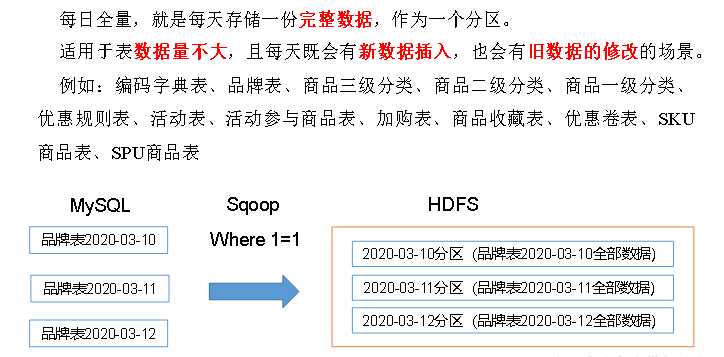 每日全量，就是每天存储一份完整数据，作为一个分区。
适用于表数据量不大，且每天既会有新数据插入，也会有旧数据的修改的场景。
例如：编码字典表、品牌表、商品三级分类、商品二级分类、商品一级分类、
优惠规则表、活动表、活动参与商品表、加购表、商品收藏表、优惠卷表、SKU
商品表、SPU商品表
MySQL
Sqoop
HDFS
品牌表2020-03-10
品牌表2020-03-11
品牌表2020-03-12
Where 1=1
2020-03-10分区（品牌表2020-03-10全部数据)
2020-03-11分区（品牌表2020-03-11全部数据)
2020-03-12分区（品牌表2020-03-12全部数据)